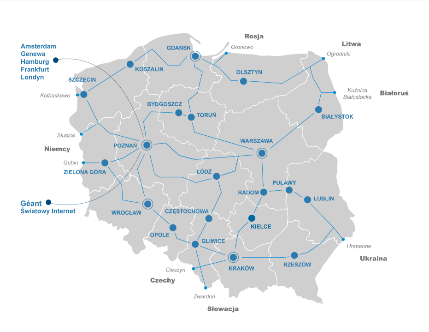 Rosja
GDAŃSK
Gronowo
Litwa
Amsterdam
Genewa
Hamburg
Frankfurt
Londyn
Ogrodniki
KOSZALIN
OLSZTYN
SZCZECIN
Kołbaskowo
Kuźnica
Białostocka
Białoruś
BYDGOSZCZ
TORUŃ
BIAŁYSTOK
Słubice
Niemcy
POZNAŃ
WARSZAWA
Gubin
ZIELONA GÓRA
ŁÓDŹ
RADOM
PUŁAWY
LUBLIN
Géant
Światowy Internet
WROCŁAW
CZĘSTOCHOWA
KIELCE
OPOLE
GLIWICE
Hrebenne
Ukraina
Cieszyn
KRAKÓW
RZESZÓW
Czechy
Zwardoń
Słowacja